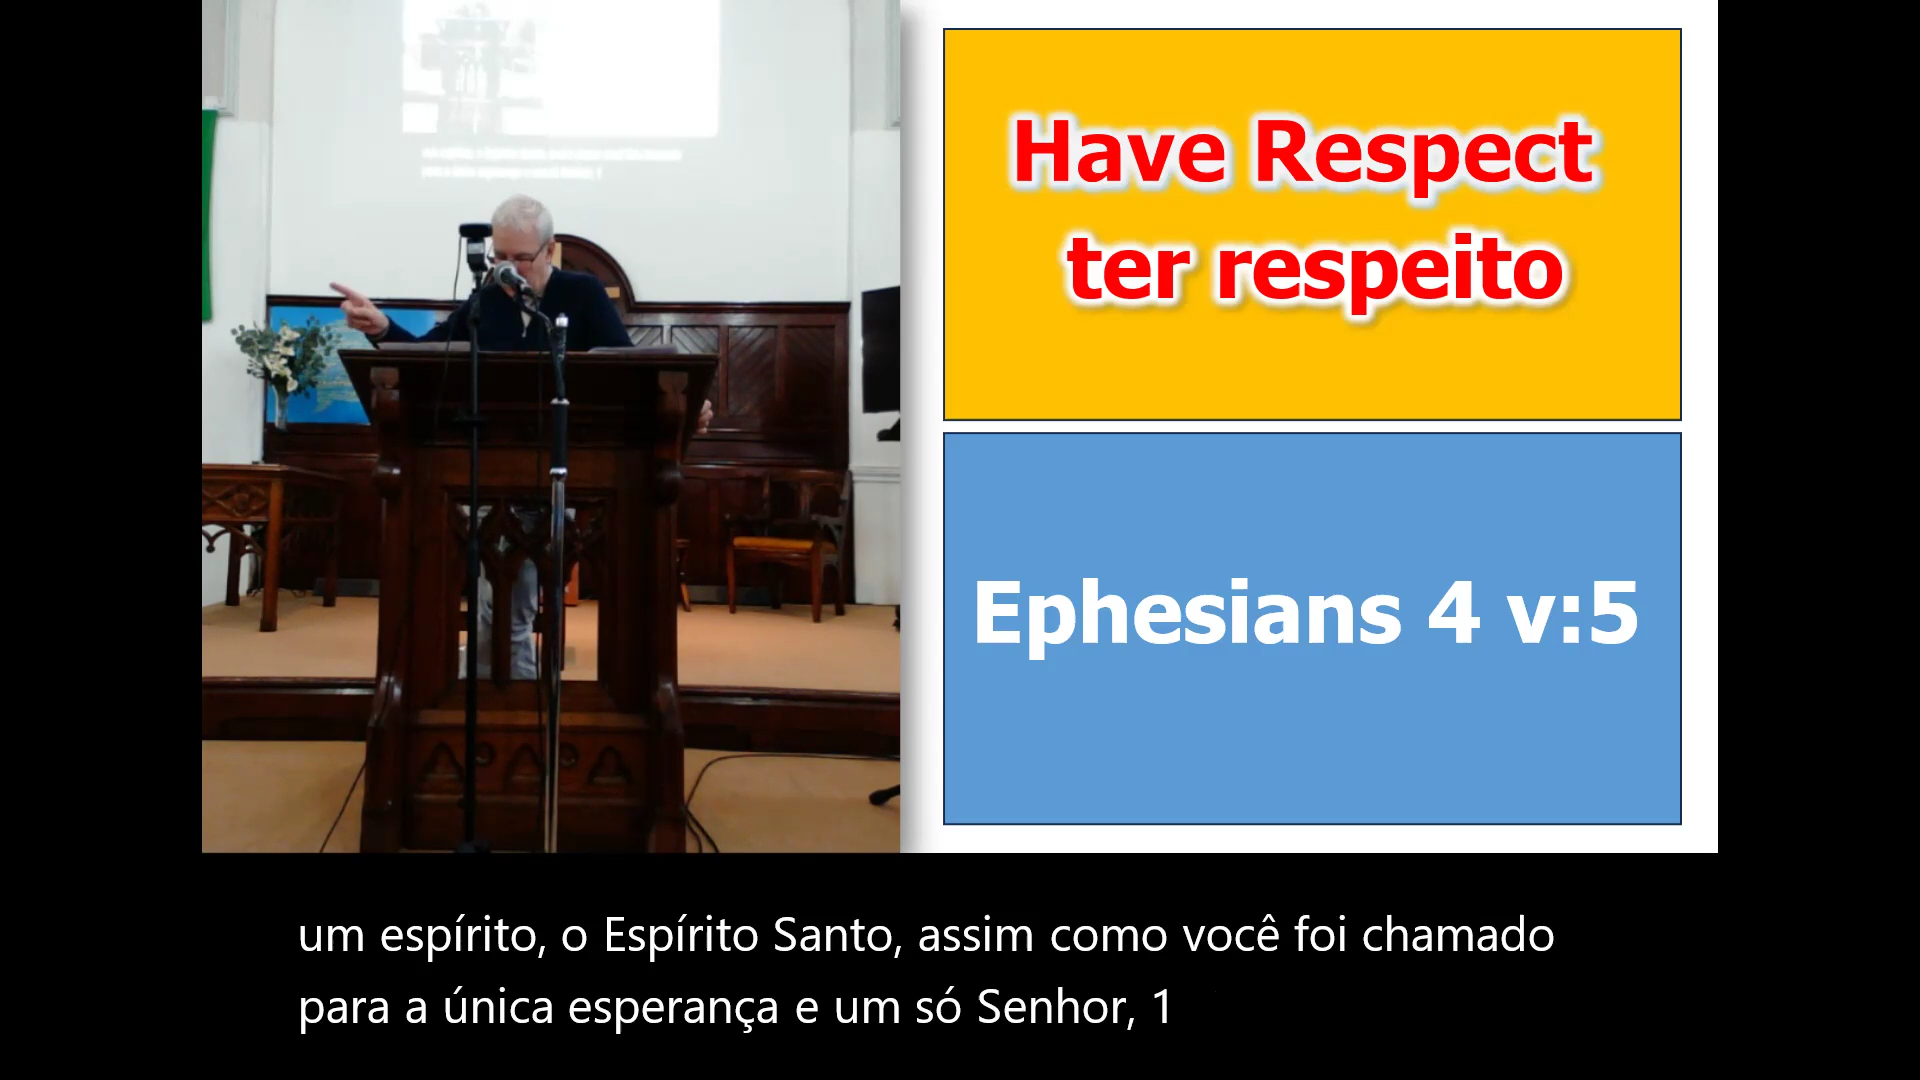 Have Respect
ter respeito
Ephesians 4 v:5
um espírito, o Espírito Santo, assim como você foi chamado
para a única esperança e um só Senhor, 1